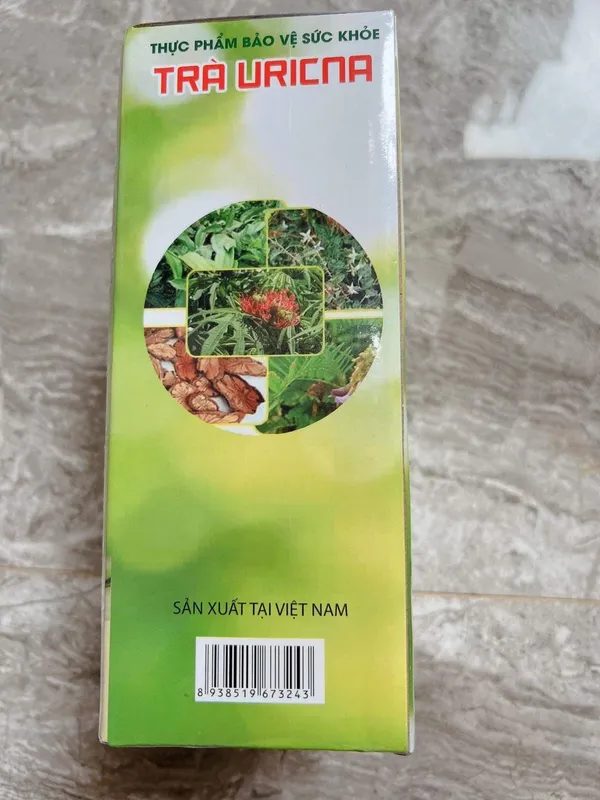 THỰC PHẨM BẢO VỆ SỨC KHỎE
TRÀ URICNA
SẢN XUẤT TẠI VIỆT NAM
8 938519 673243